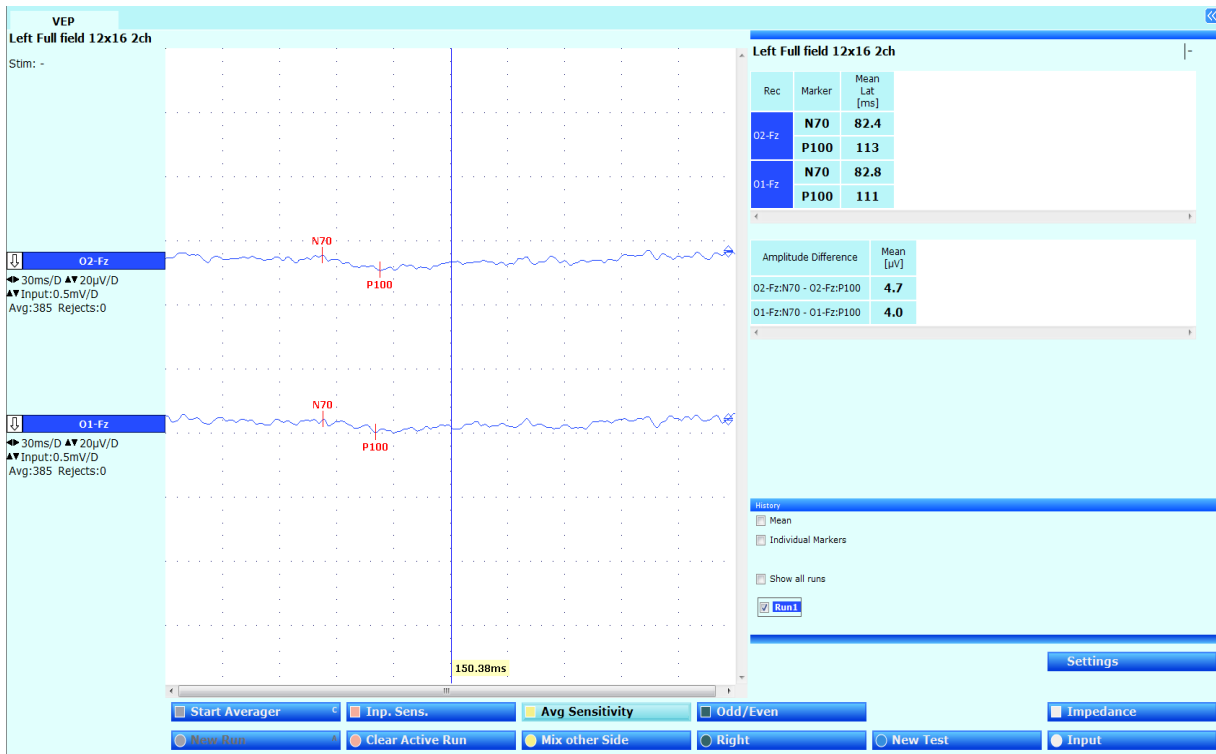 VEP
Left Full field 12x16 2ch
Stim: -
O2-Fz
30ms/D 20µV/D
Input:0.5mV/D
Avg:385 Rejects:0
N70
P100
O1-Fz
30ms/D 20µV/D
Input:0.5mV/D
Avg:385 Rejects:0
N70
P100
150.38ms
Left Full field 12x16 2ch
-
Rec Marker Mean Lat [ms]
O2-Fz N70 82.4
P100 113
O1-Fz N70 82.8
P100 111
Amplitude Difference Mean [µV]
O2-Fz:N70 - O2-Fz:P100 4.7
O1-Fz:N70 - O1-Fz:P100 4.0
History
Mean
Individual Markers
Show all runs
Run1
Settings
Start Averager C
Inp. Sens.
Avg Sensitivity
Odd/Even
Impedance
New Run
Clear Active Run
Mix other Side
Right
New Test
Input